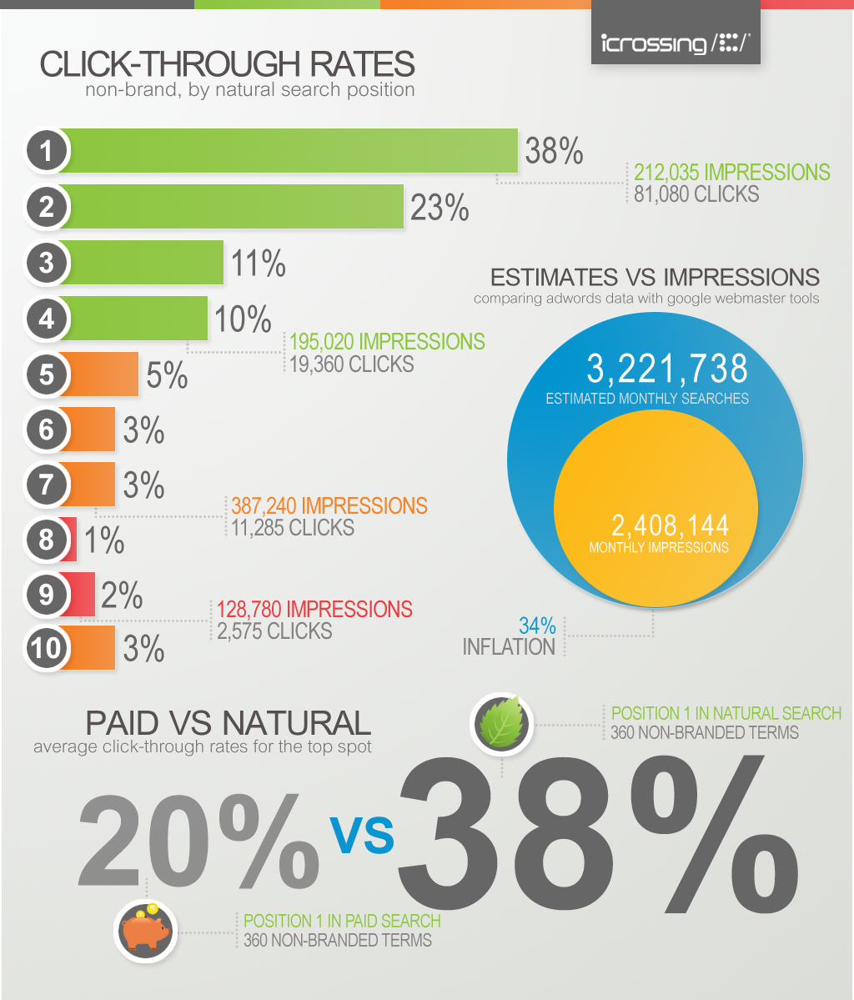 icrossing
CLICK-THROUGH RATES
non-brand, by natural search position
1
38%
212,035 IMPRESSIONS
81,080 CLICKS
2
23%
3
11%
4
10%
195,020 IMPRESSIONS
19,360 CLICKS
5
5%
6
3%
7
3%
387,240 IMPRESSIONS
11,285 CLICKS
8
1%
9
2%
128,780 IMPRESSIONS
2,575 CLICKS
10
3%
ESTIMATES VS IMPRESSIONS
comparing adwords data with google webmaster tools
3,221,738
ESTIMATED MONTHLY SEARCHES
2,408,144
MONTHLY IMPRESSIONS
34%
INFLATION
PAID VS NATURAL
average click-through rates for the top spot
POSITION 1 IN NATURAL SEARCH
360 NON-BRANDED TERMS
20% VS 38%
POSITION 1 IN PAID SEARCH
360 NON-BRANDED TERMS